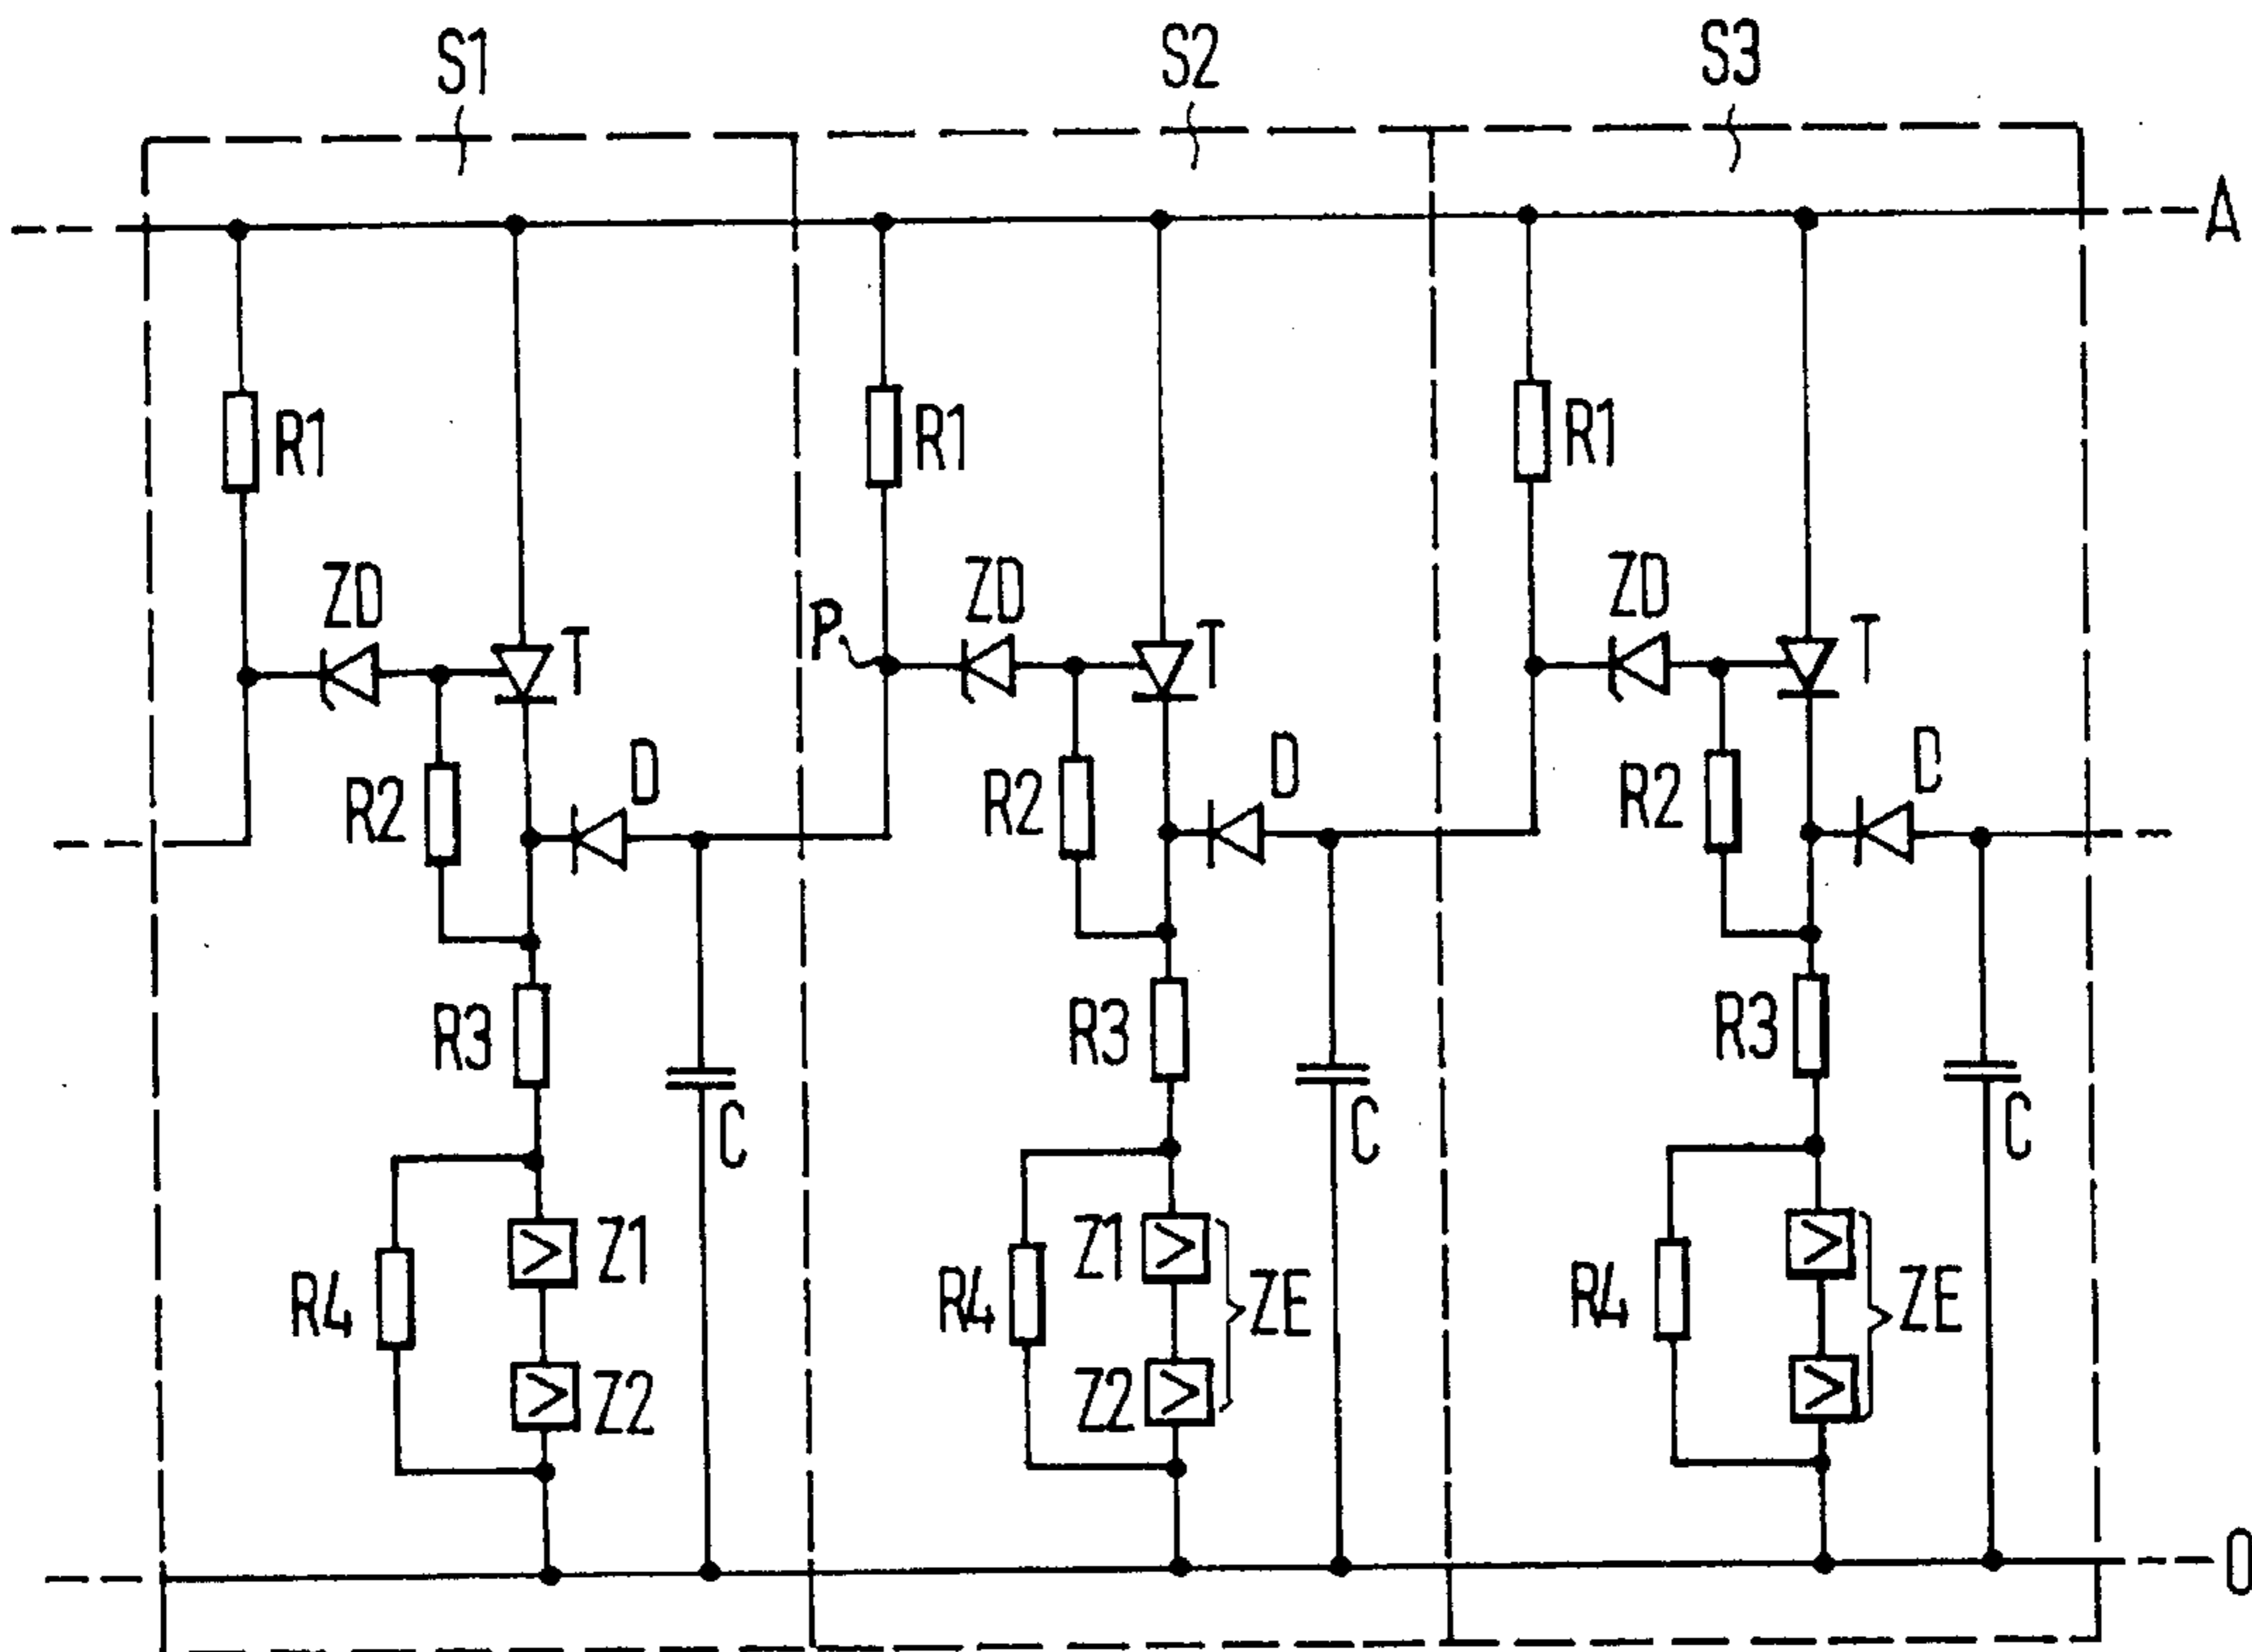 S1 S2 S3
A
R1 R1 R1
ZD T P ZD T ZD T
R2 D R2 D R2 D
R3 R3 R3
C C C
R4 Z1 R4 Z1 ZE R4 ZE
Z2 Z2
0